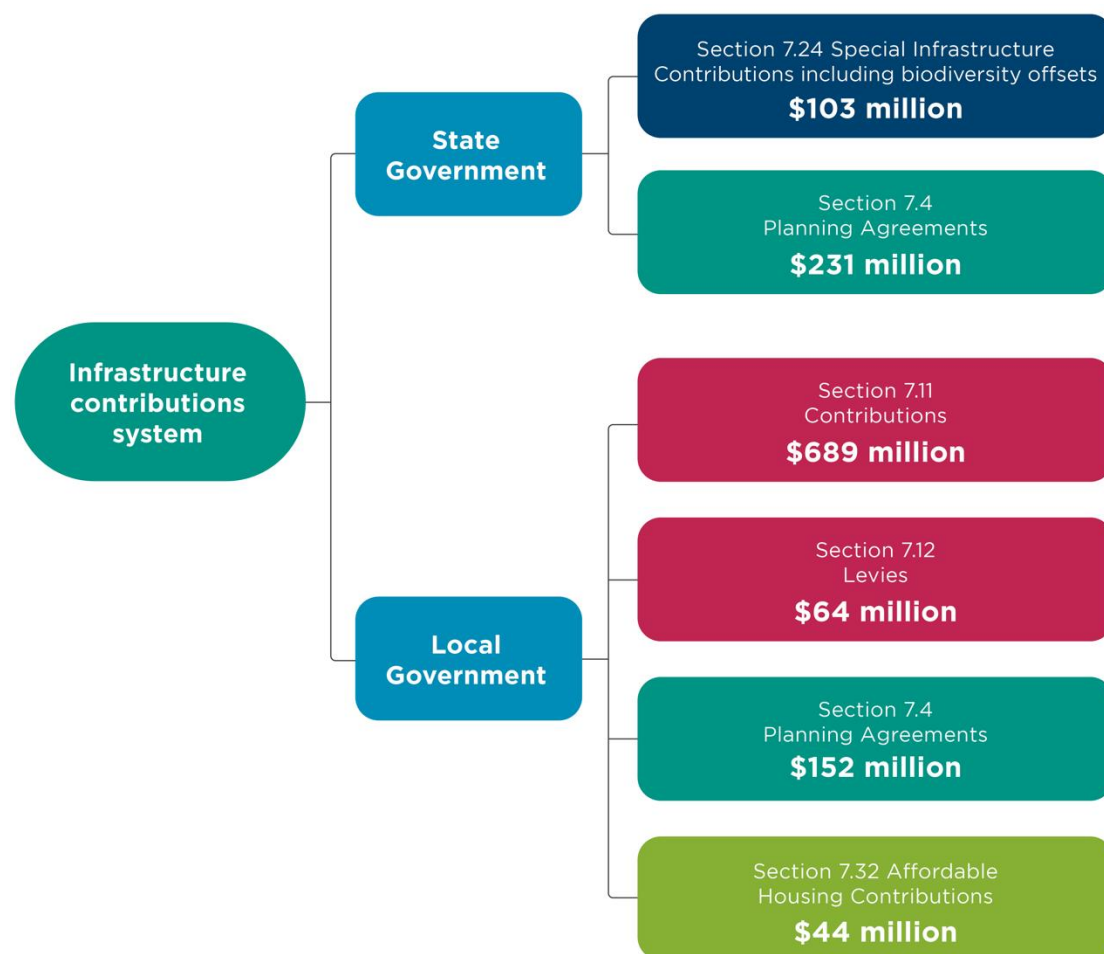 Infrastructure
contributions
system
State
Government
Section 7.24 Special Infrastructure
Contributions including biodiversity offsets
$103 million
Section 7.4
Planning Agreements
$231 million
Local
Government
Section 7.11
Contributions
$689 million
Section 7.12
Levies
$64 million
Section 7.4
Planning Agreements
$152 million
Section 7.32 Affordable
Housing Contributions
$44 million